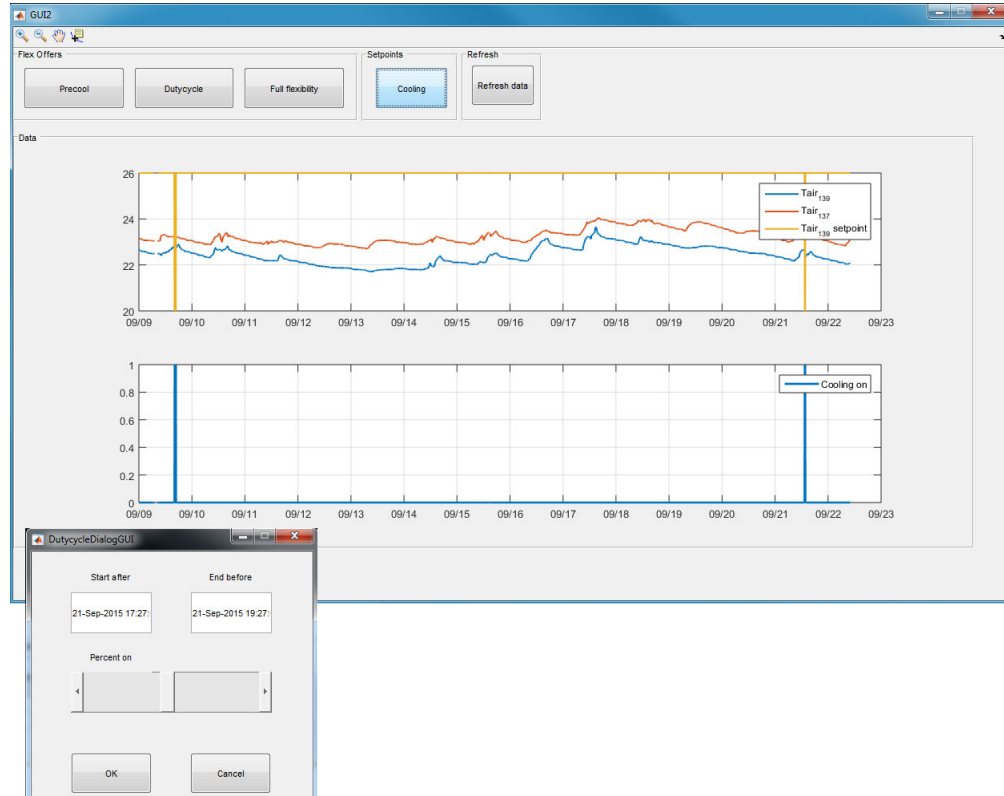 GUI2
Flex Offers
Precool
Dutycycle
Full flexibility
Setpoints
Cooling
Refresh
Refresh data
Data
26
24
22
20
09/09 09/10 09/11 09/12 09/13 09/14 09/15 09/16 09/17 09/18 09/19 09/20 09/21 09/22 09/23
Tair139
Tair137
Tair139 setpoint
1
0.8
0.6
0.4
0.2
0
09/09 09/10 09/11 09/12 09/13 09/14 09/15 09/16 09/17 09/18 09/19 09/20 09/21 09/22 09/23
Cooling on
DutycycleDialogGUI
Start after End before
21-Sep-2015 17:27: 21-Sep-2015 19:27:
Percent on
OK Cancel